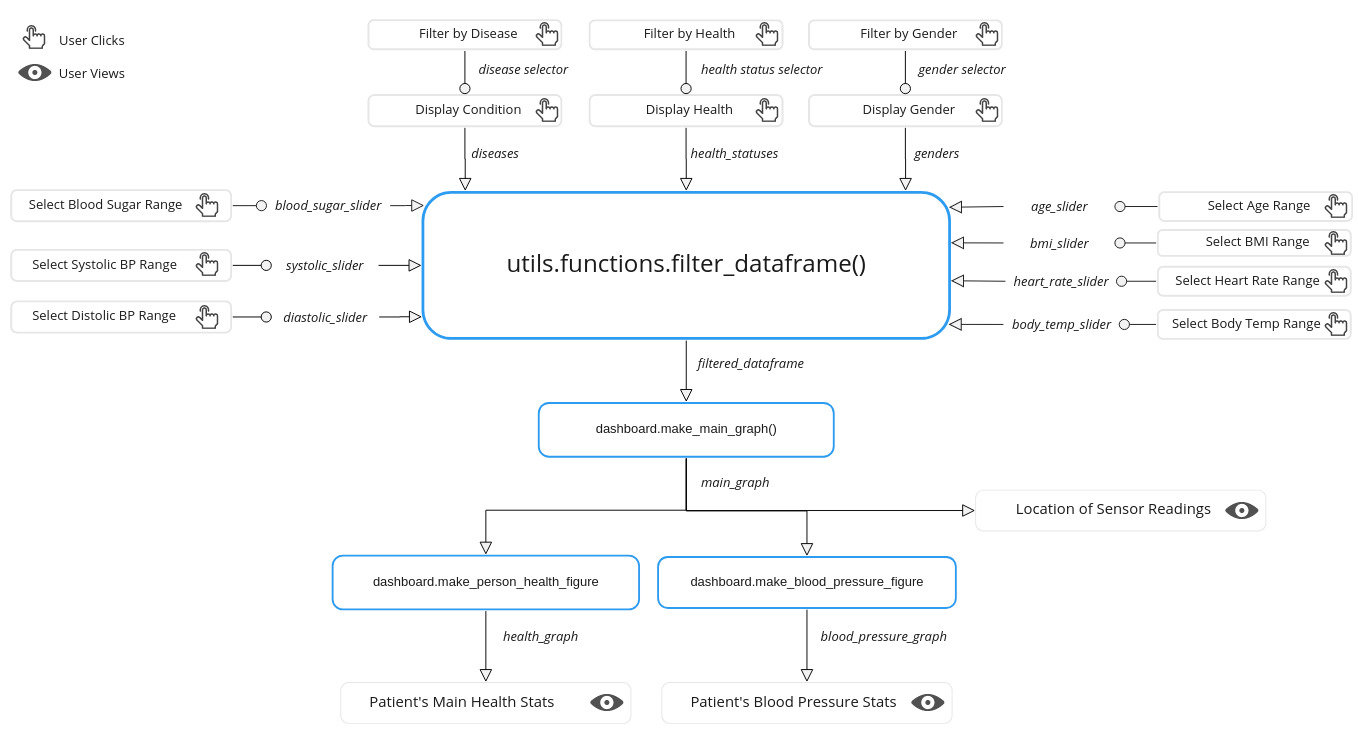 User Clicks
User Views
Filter by Disease
Filter by Health
Filter by Gender
disease selector
health status selector
gender selector
Display Condition
Display Health
Display Gender
diseases
health_statuses
genders
Select Blood Sugar Range
blood_sugar_slider
Select Systolic BP Range
systolic_slider
Select Distolic BP Range
diastolic_slider
utils.functions.filter_dataframe()
age_slider
Select Age Range
bmi_slider
Select BMI Range
heart_rate_slider
Select Heart Rate Range
body_temp_slider
Select Body Temp Range
filtered_dataframe
dashboard.make_main_graph()
main_graph
Location of Sensor Readings
dashboard.make_person_health_figure
dashboard.make_blood_pressure_figure
health_graph
blood_pressure_graph
Patient's Main Health Stats
Patient's Blood Pressure Stats